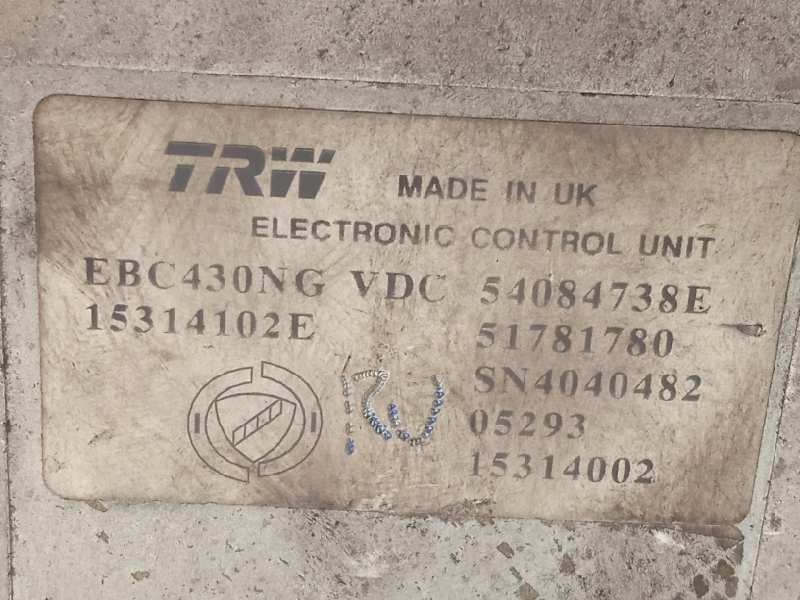 TRW MADE IN UK
ELECTRONIC CONTROL UNIT
EBC430NG VDC 54084738E
15314102E 51781780
SN4040482
05293
15314002